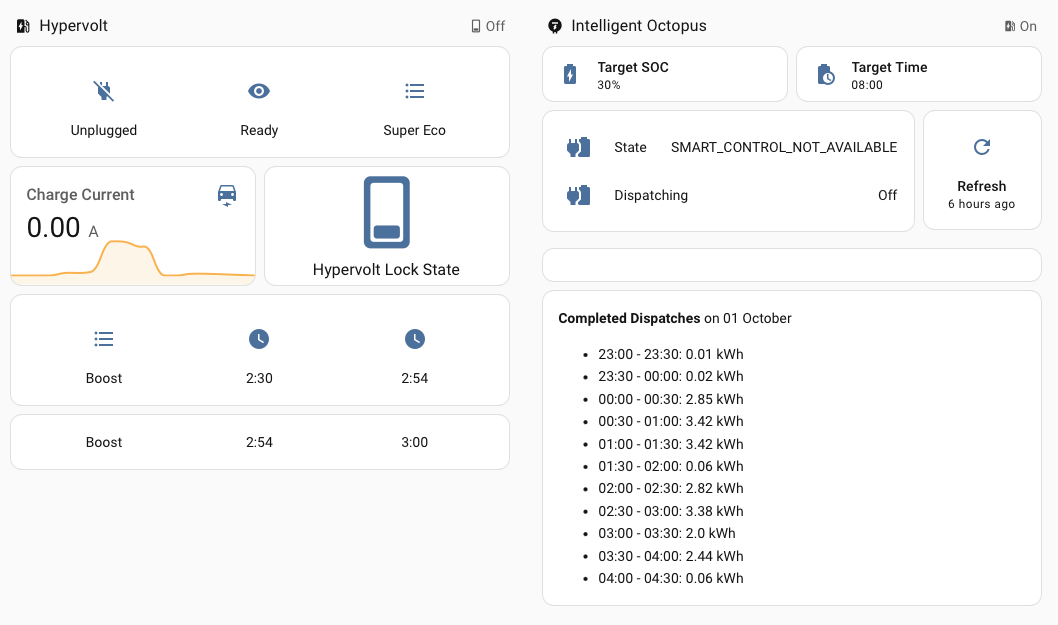 Hypervolt
Off
Unplugged
Ready
Super Eco
Charge Current
0.00 A
Hypervolt Lock State
Boost
2:30
2:54
Boost
2:54
3:00
Intelligent Octopus
On
Target SOC
30%
Target Time
08:00
State SMART_CONTROL_NOT_AVAILABLE
Dispatching Off
Refresh
6 hours ago
Completed Dispatches on 01 October
• 23:00 - 23:30: 0.01 kWh
• 23:30 - 00:00: 0.02 kWh
• 00:00 - 00:30: 2.85 kWh
• 00:30 - 01:00: 3.42 kWh
• 01:00 - 01:30: 3.42 kWh
• 01:30 - 02:00: 0.06 kWh
• 02:00 - 02:30: 2.82 kWh
• 02:30 - 03:00: 3.38 kWh
• 03:00 - 03:30: 2.0 kWh
• 03:30 - 04:00: 2.44 kWh
• 04:00 - 04:30: 0.06 kWh